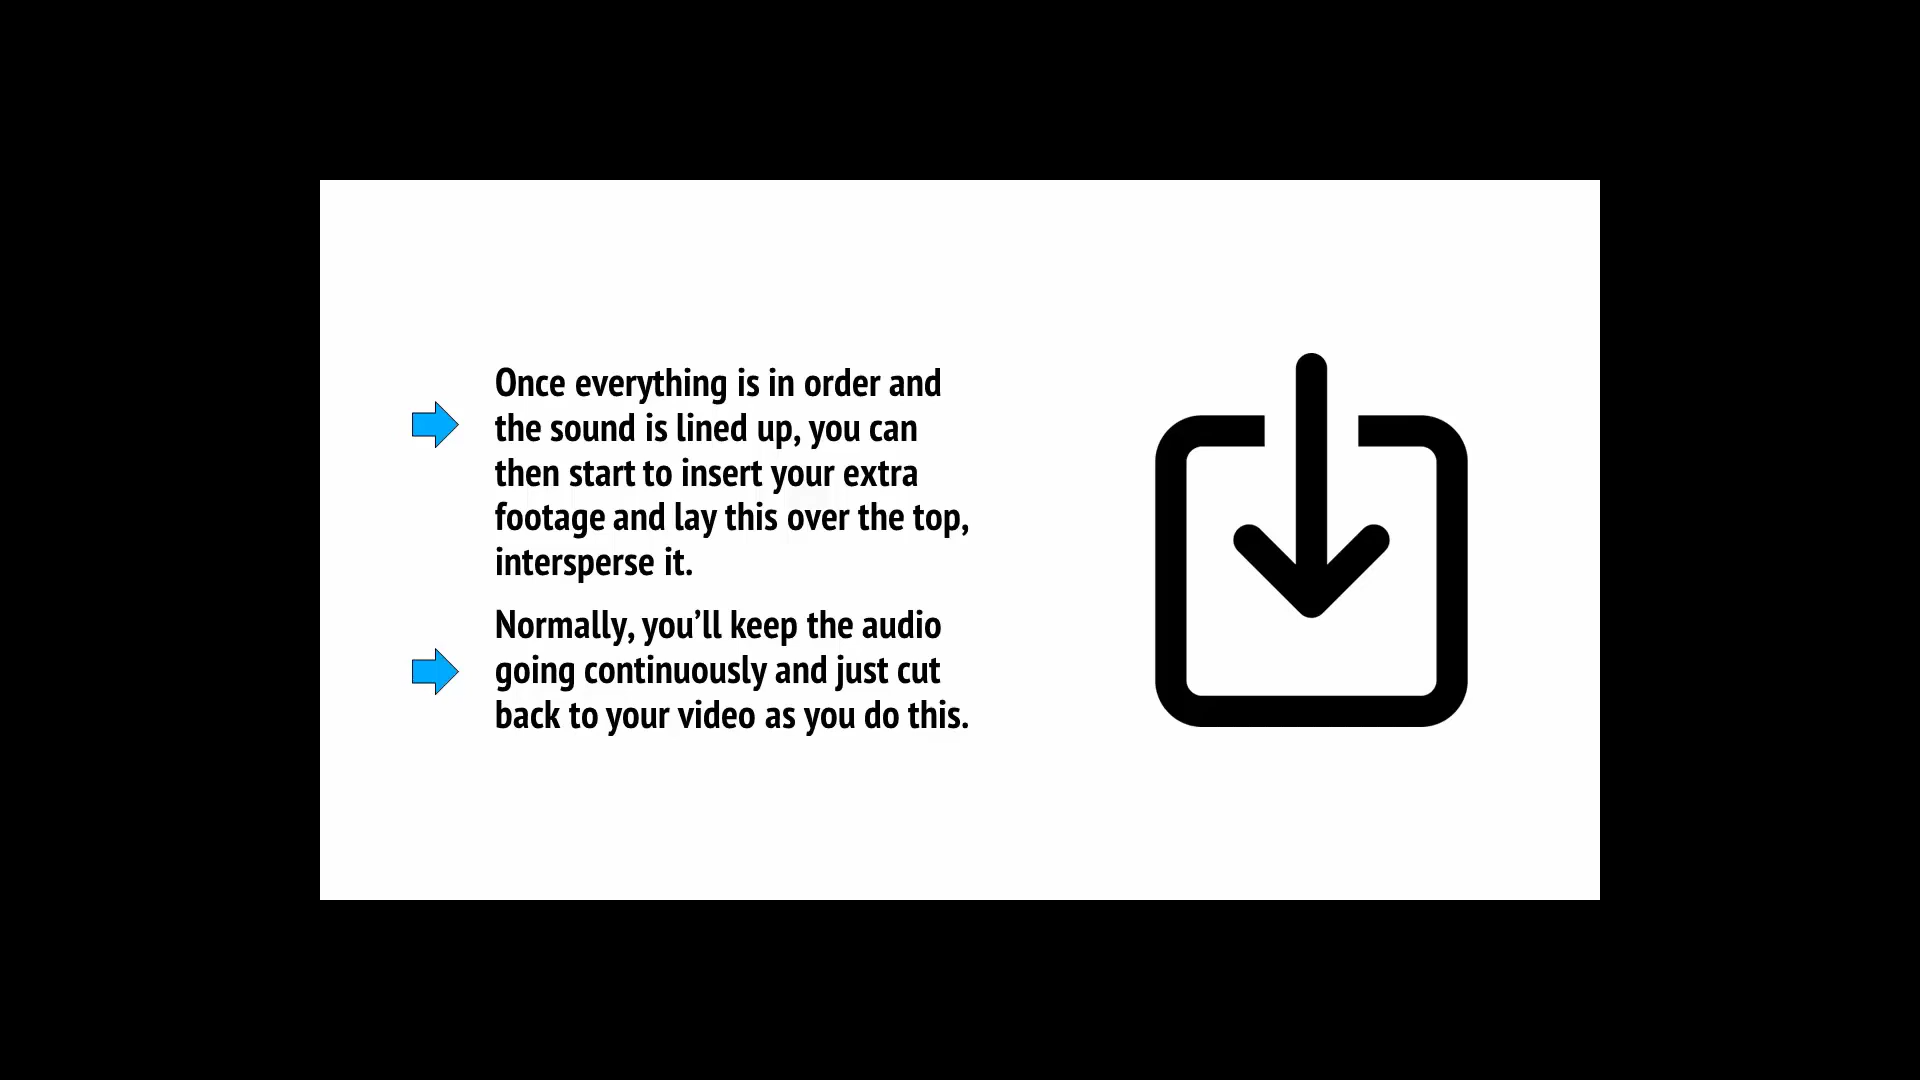 Once everything is in order and
the sound is lined up, you can
then start to insert your extra
footage and lay this over the top,
intersperse it.
Normally, you’ll keep the audio
going continuously and just cut
back to your video as you do this.